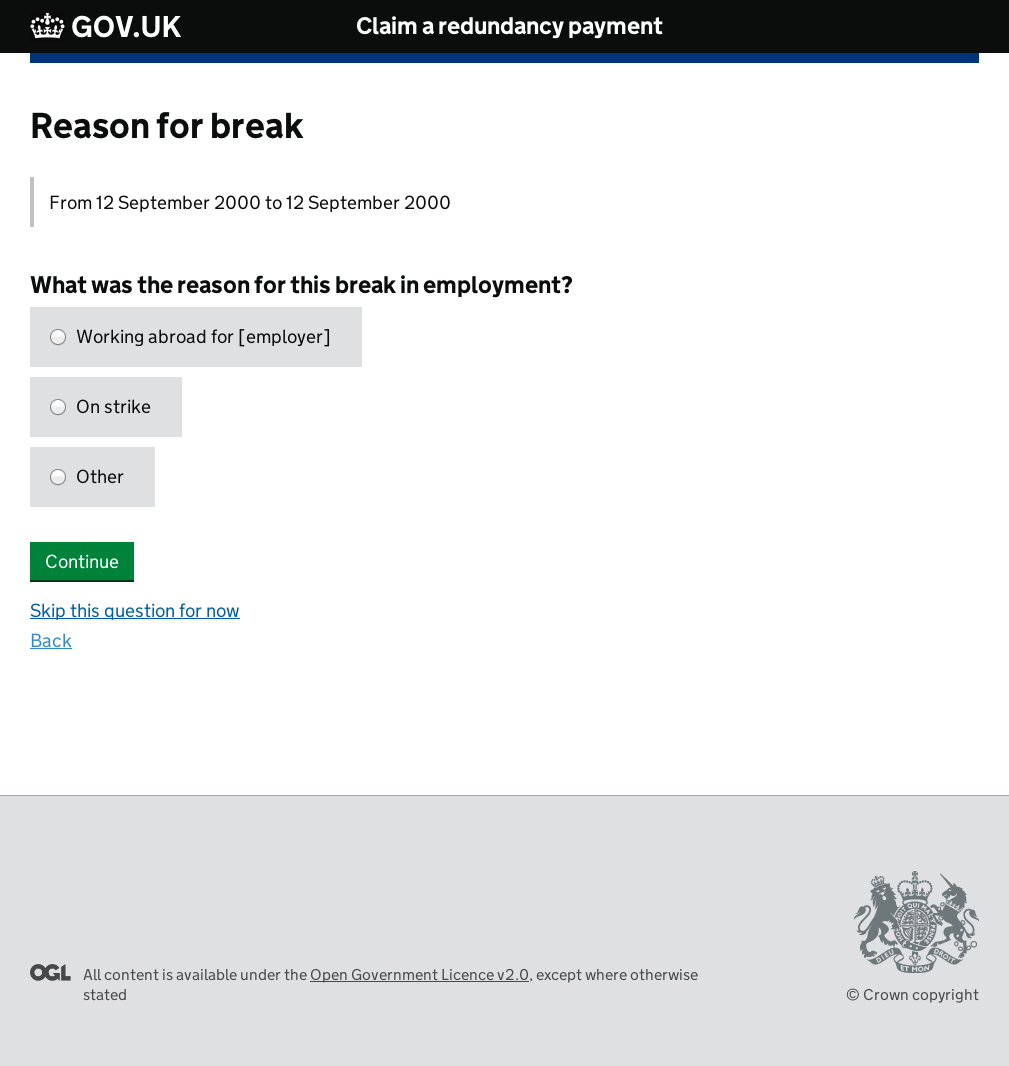 GOV.UK
Claim a redundancy payment
Reason for break
From 12 September 2000 to 12 September 2000
What was the reason for this break in employment?
Working abroad for [employer]
On strike
Other
Continue
Skip this question for now
Back
OGL
All content is available under the Open Government Licence v2.0, except where otherwise
stated
DIEU ET MON DROIT
© Crown copyright